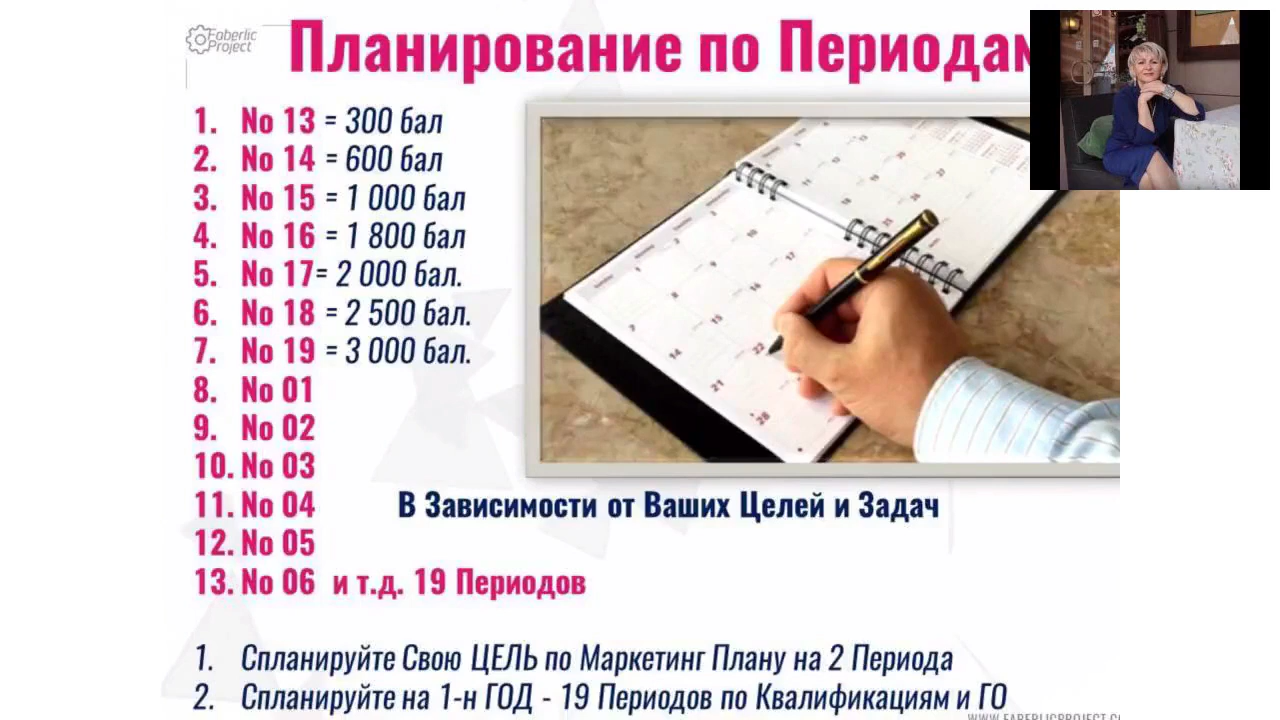 Faberlic
Project
Планирование по Периодам
1. No 13 = 300 бал
2. No 14 = 600 бал
3. No 15 = 1 000 бал
4. No 16 = 1 800 бал
5. No 17= 2 000 бал.
6. No 18 = 2 500 бал.
7. No 19 = 3 000 бал.
8. No 01
9. No 02
10. No 03
11. No 04
В Зависимости от Ваших Целей и Задач
12. No 05
13. No 06 и т.д. 19 Периодов
1. Спланируйте Свою ЦЕЛЬ по Маркетинг Плану на 2 Периода
2. Спланируйте на 1-н ГОД - 19 Периодов по Квалификациям и ГО